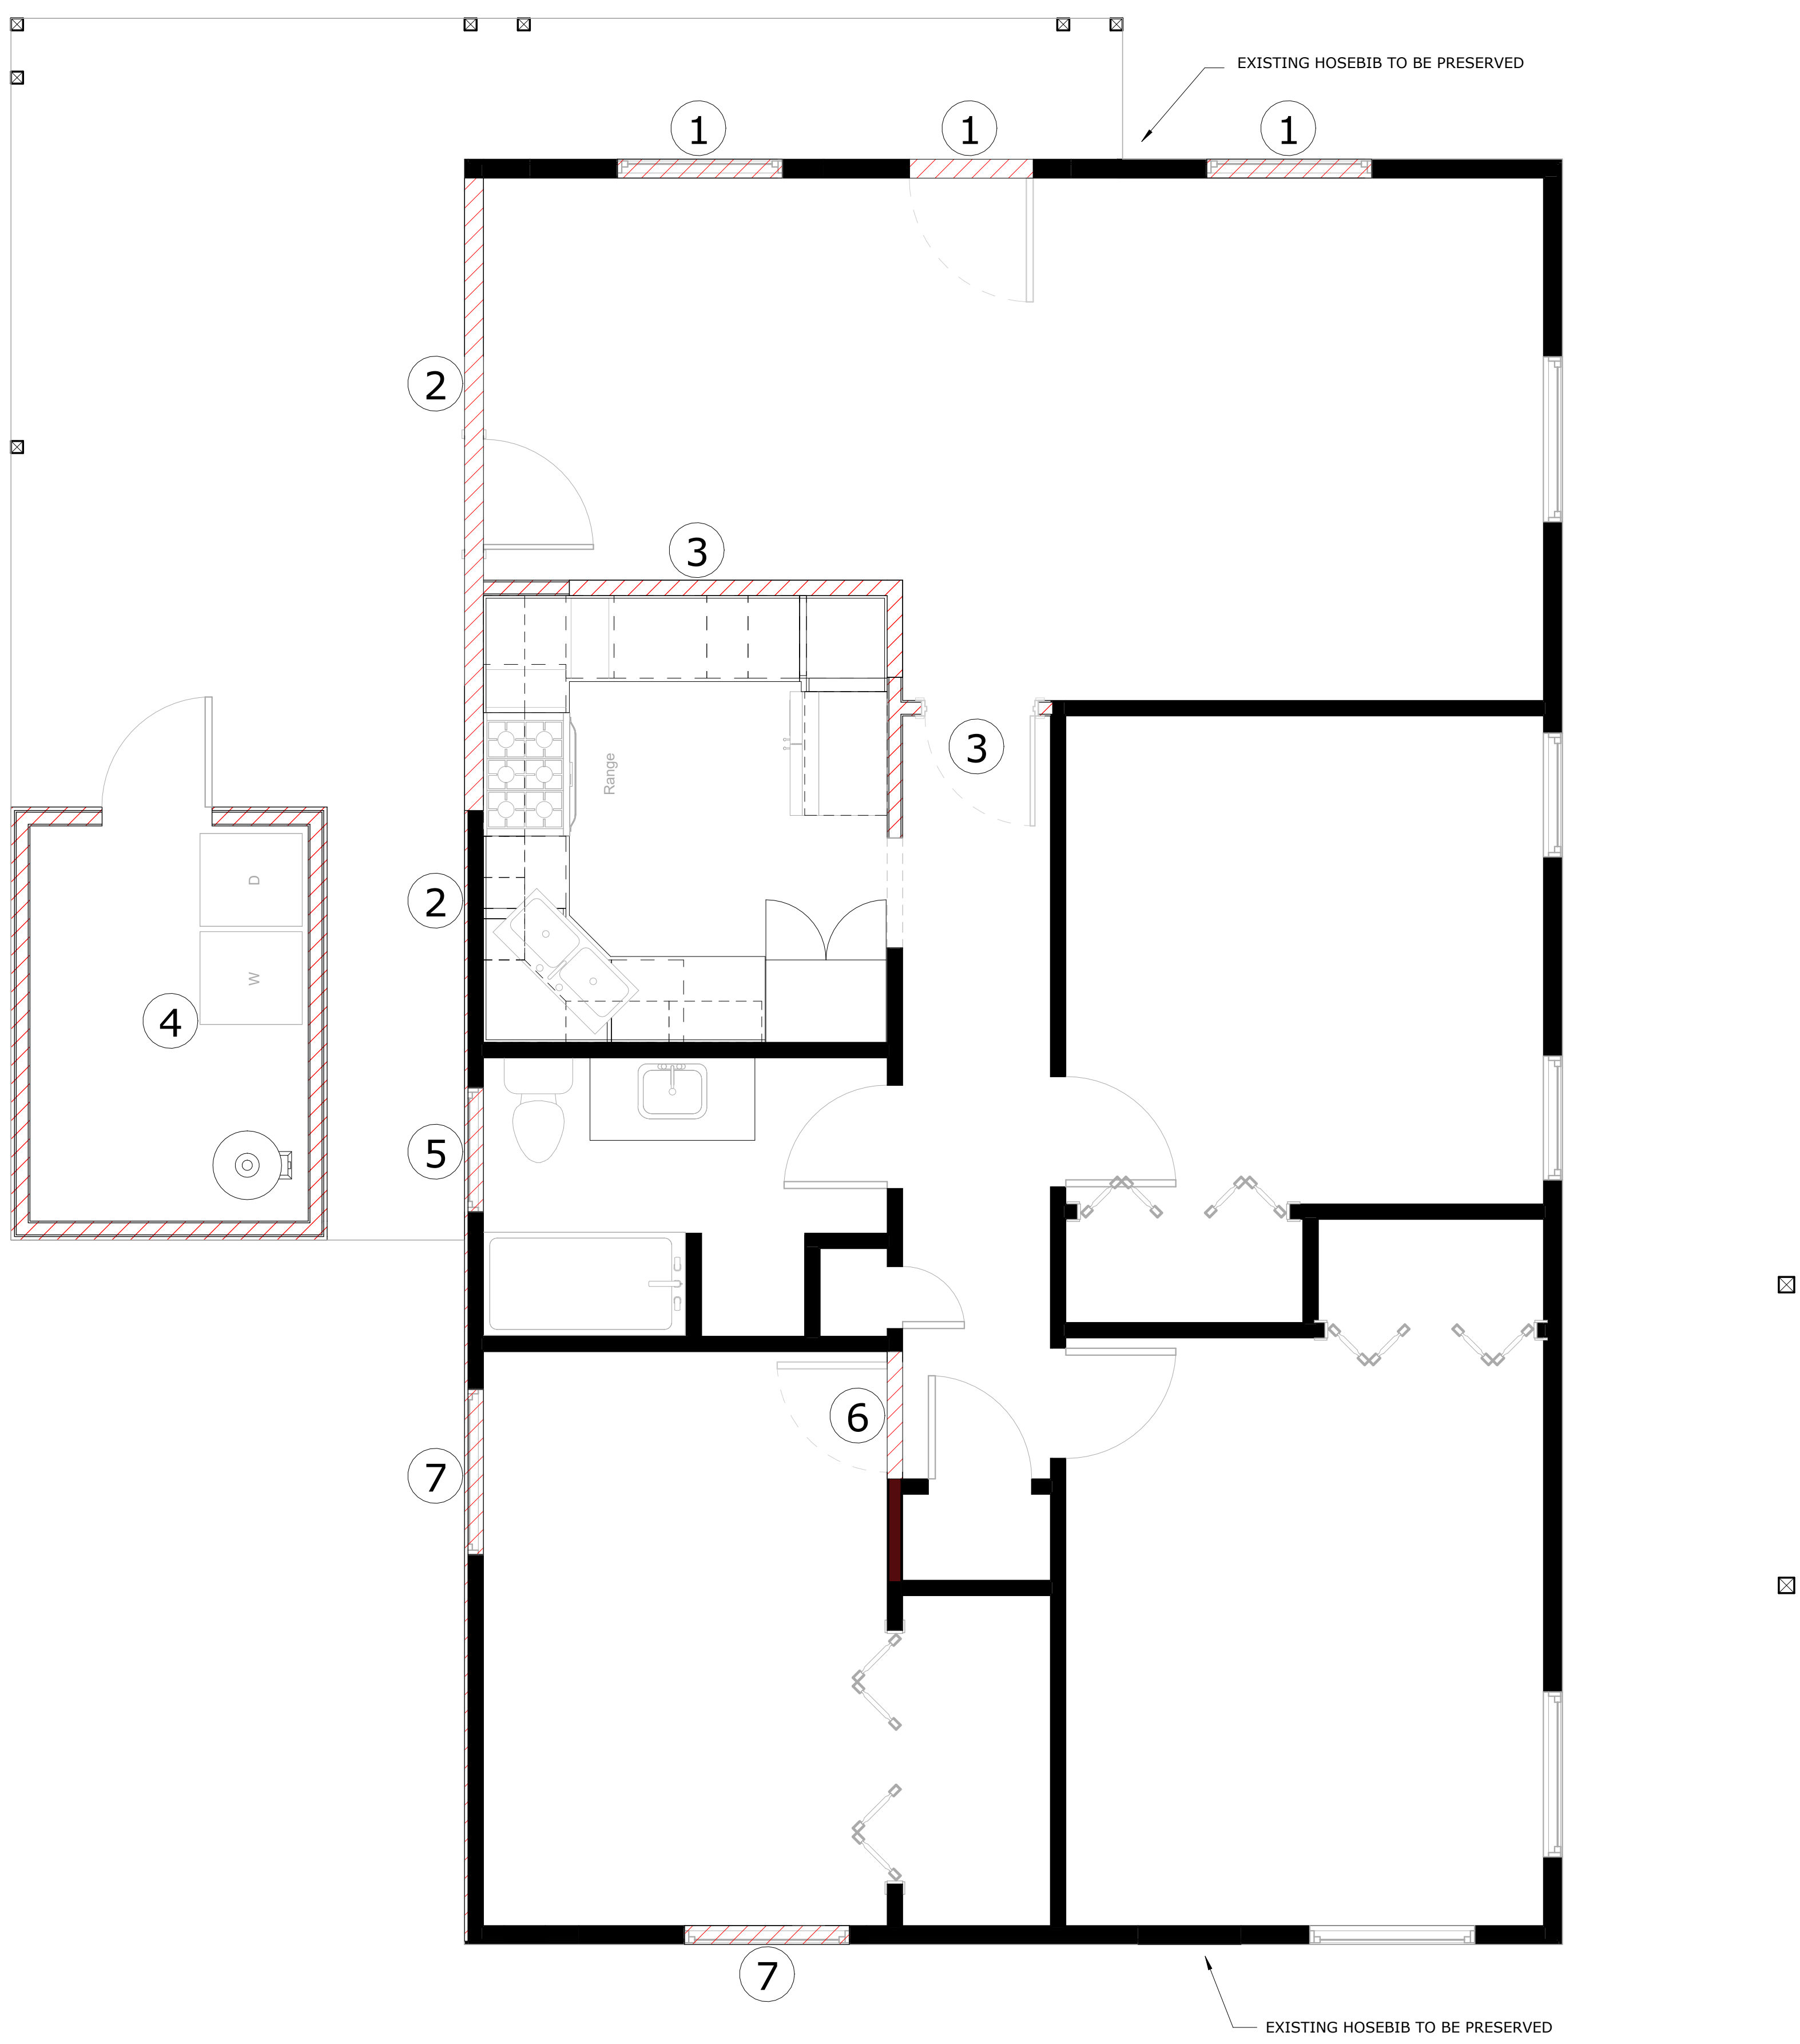 EXISTING HOSEBIB TO BE PRESERVED
1
1
1
2
3
Range
3
D
2
W
4
5
6
7
7
EXISTING HOSEBIB TO BE PRESERVED